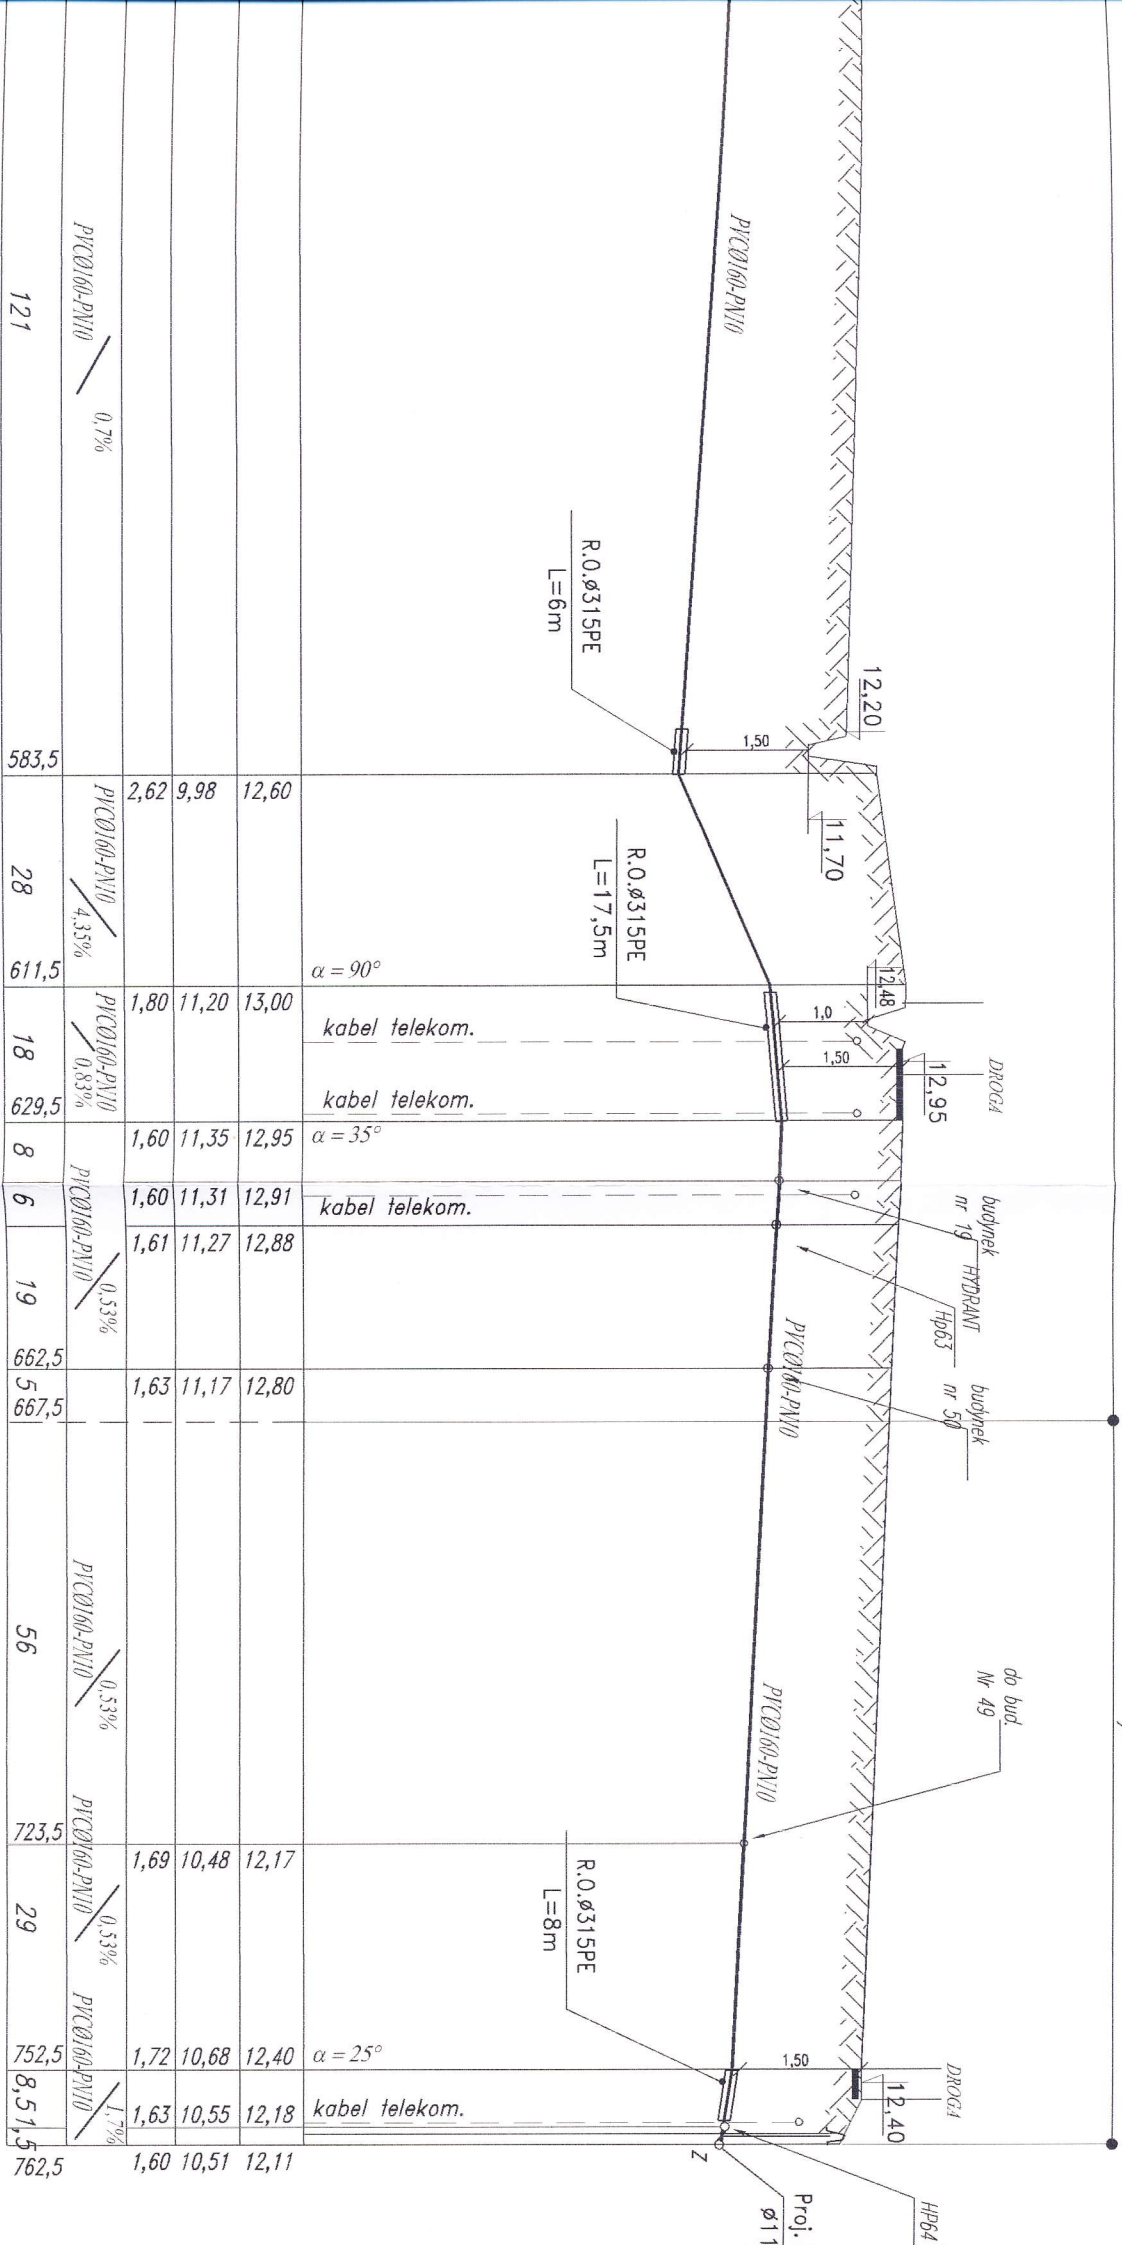 PVCØ160-PN10
12,20
1,50
11,70
R.O.ø315PE
L=6m
R.O.ø315PE
L=17,5m
12,48
1,0
1,50
DROGA
12,95
budynek
nr 19
HYDRANT
Hp63
PVCØ160-PN10
budynek
nr 50
do bud.
Nr 49
PVCØ160-PN10
R.O.ø315PE
L=8m
1,50
DROGA
12,40
HP64
Z
Proj.
ø11
α=90°
kabel telekom.
kabel telekom.
α=35°
kabel telekom.
α=25°
kabel telekom.
12,60
13,00
12,95
12,91
12,88
12,80
12,17
12,40
12,18
12,11
9,98
11,20
11,35
11,31
11,27
11,17
10,48
10,68
10,55
10,51
2,62
1,80
1,60
1,60
1,61
1,63
1,69
1,72
1,63
1,60
PVCØ160-PN10 0,7%
PVCØ160-PN10 4,35%
PVCØ160-PN10 0,83%
PVCØ160-PN10 0,53%
PVCØ160-PN10 0,53%
PVCØ160-PN10 0,53%
PVCØ160-PN10 1,7%
121
583,5
28
611,5
18
629,5
8
6
19
662,5
5
667,5
56
723,5
29
752,5
8,5
1,5
762,5